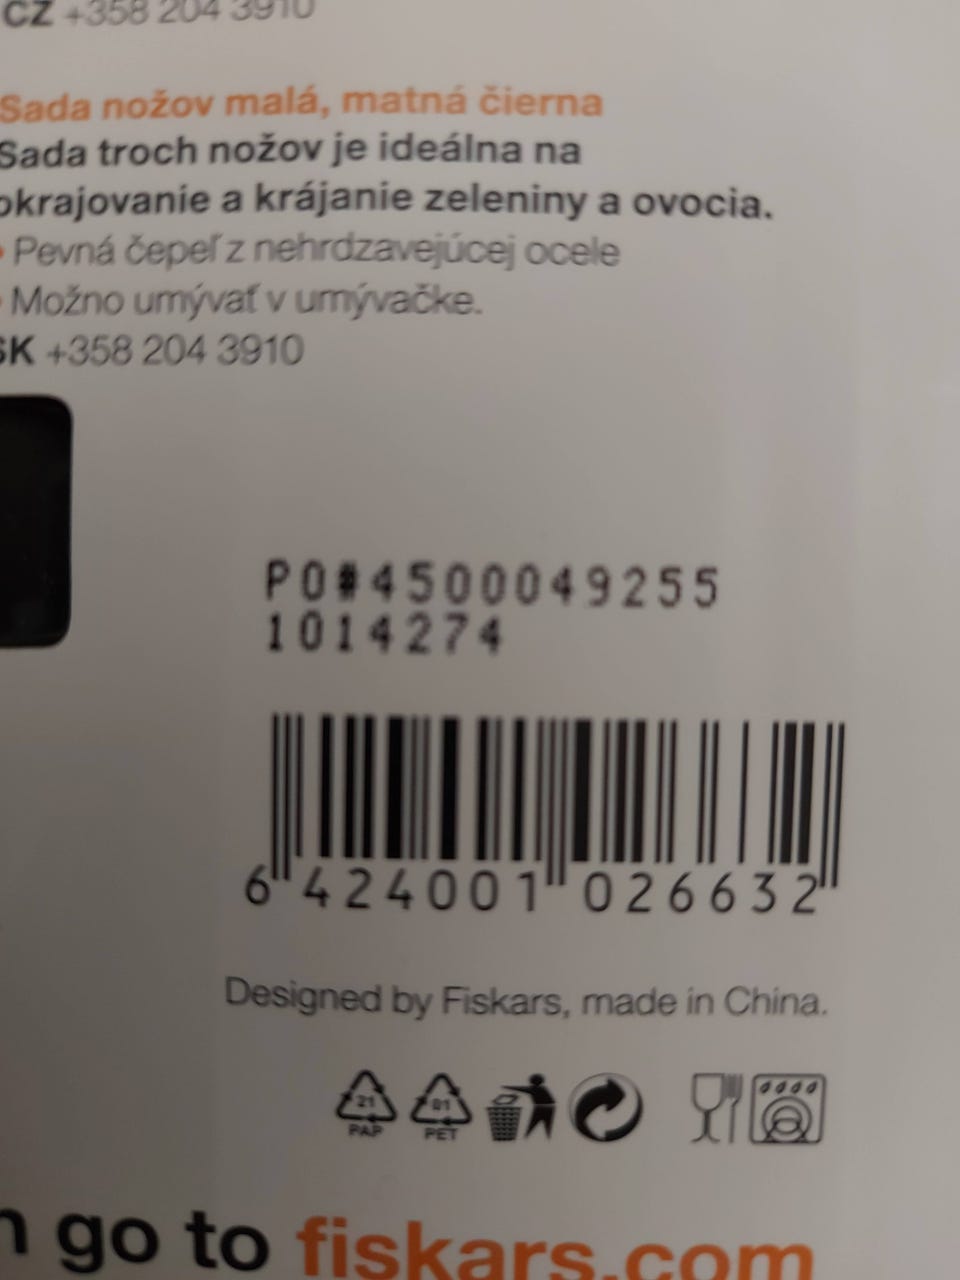 CZ +358 204 3910
Sada nožov malá, matná čierna
Sada troch nožov je ideálna na
okrajovanie a krájanie zeleniny a ovocia.
• Pevná čepeľ z nehrdzavejúcej ocele
• Možno umývať v umývačke.
SK +358 204 3910
PO#4500049255
1014274
6 424001 026632
Designed by Fiskars, made in China.
21 01
PAP PET
go to fiskars.com